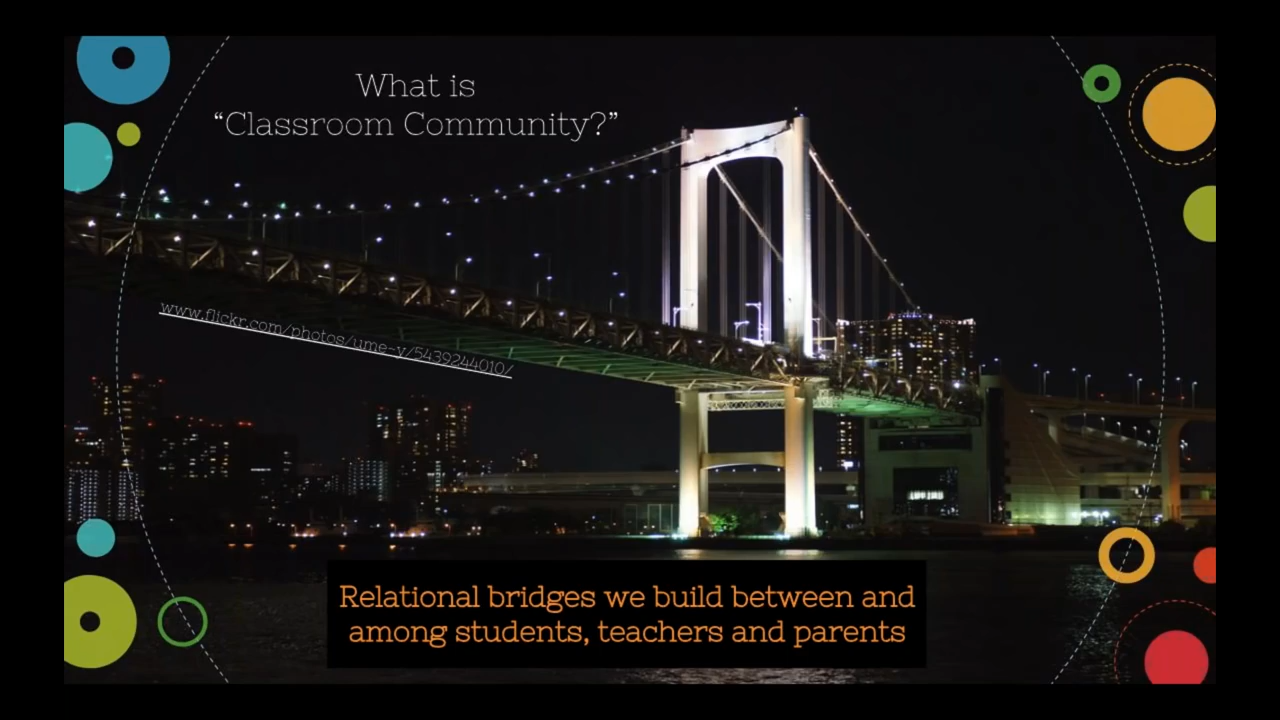 What is
“Classroom Community?”
www.flickr.com/photos/ume-y/5439244010/
Relational bridges we build between and
among students, teachers and parents